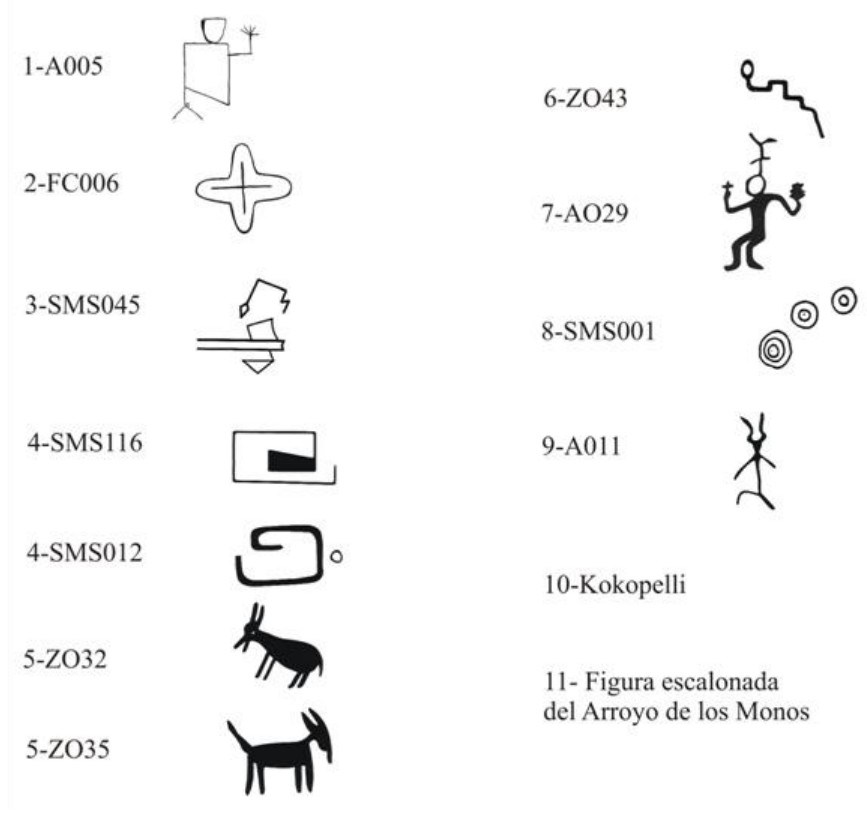 1-A005
2-FC006
3-SMS045
4-SMS116
4-SMS012
5-ZO32
5-ZO35
6-ZO43
7-AO29
8-SMS001
9-A011
10-Kokopelli
11- Figura escalonada
del Arroyo de los Monos